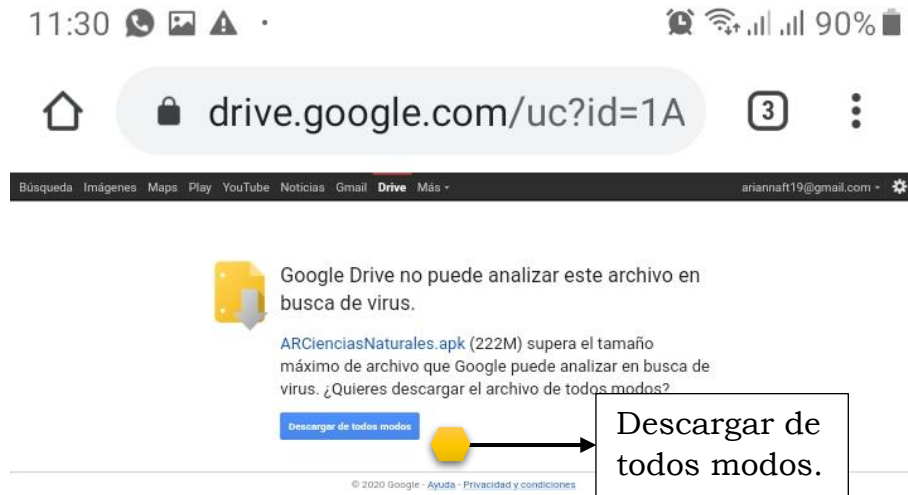 11:30 90%
drive.google.com/uc?id=1A 3
Búsqueda Imágenes Maps Play YouTube Noticias Gmail Drive Más ariannaft19@gmail.com
Google Drive no puede analizar este archivo en
busca de virus.
ARCienciasNaturales.apk (222M) supera el tamaño
máximo de archivo que Google puede analizar en busca de
virus. ¿Quieres descargar el archivo de todos modos?
Descargar de todos modos
Descargar de
todos modos.
© 2020 Google - Ayuda - Privacidad y condiciones